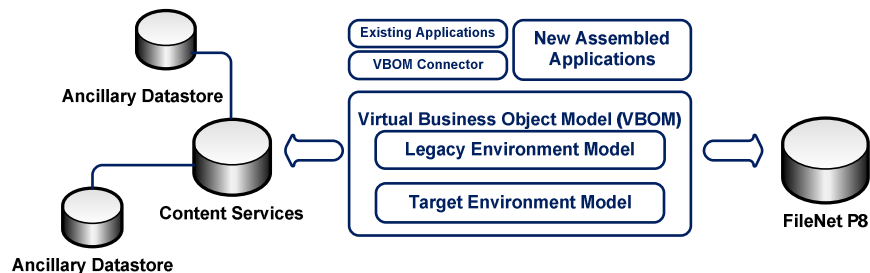 Existing Applications
VBOM Connector
New Assembled
Applications
Ancillary Datastore
Virtual Business Object Model (VBOM)
Legacy Environment Model
Target Environment Model
Content Services
FileNet P8
Ancillary Datastore